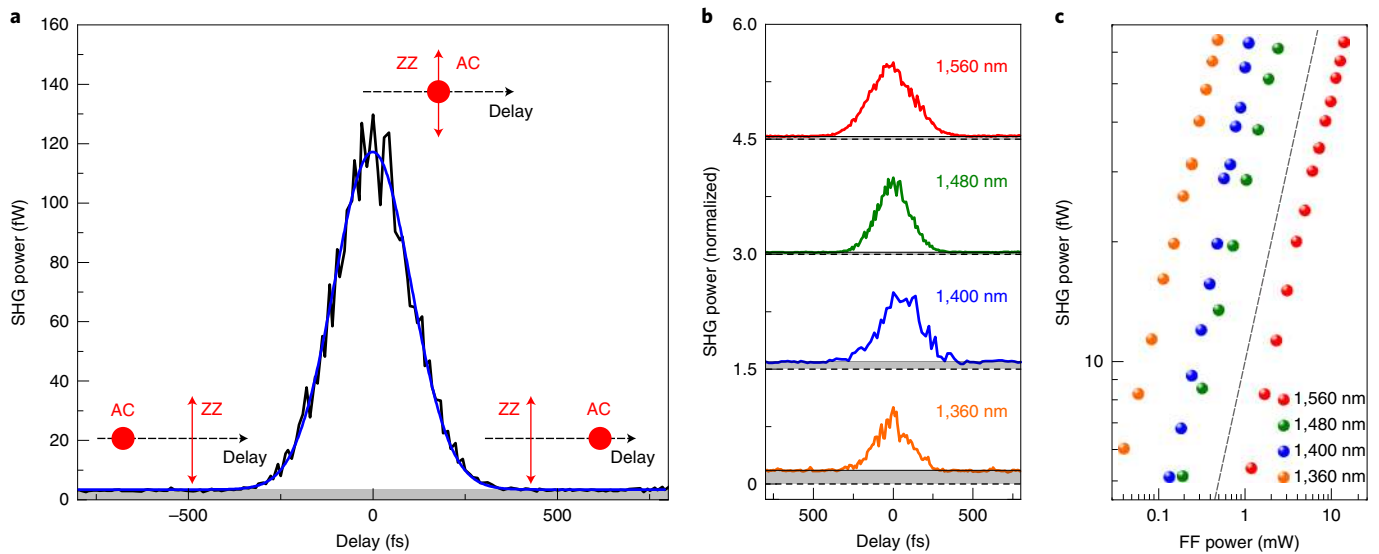 a
160
140
120
100
80
60
40
20
0
SHG power (fW)
–500
0
500
Delay (fs)
ZZ AC
Delay
AC ZZ
Delay
ZZ AC
Delay
b
6.0
4.5
3.0
1.5
0
SHG power (normalized)
1,560 nm
1,480 nm
1,400 nm
1,360 nm
500 0 500
Delay (fs)
c
SHG power (fW)
10
1,560 nm
1,480 nm
1,400 nm
1,360 nm
0.1 1 10
FF power (mW)